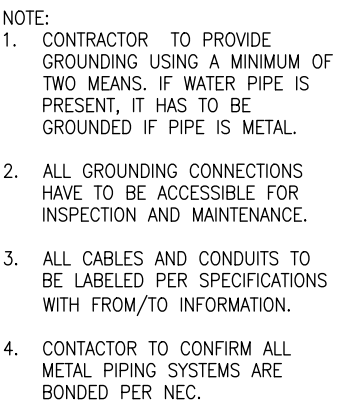 NOTE:
1. CONTRACTOR TO PROVIDE
GROUNDING USING A MINIMUM OF
TWO MEANS. IF WATER PIPE IS
PRESENT, IT HAS TO BE
GROUNDED IF PIPE IS METAL.
2. ALL GROUNDING CONNECTIONS
HAVE TO BE ACCESSIBLE FOR
INSPECTION AND MAINTENANCE.
3. ALL CABLES AND CONDUITS TO
BE LABELED PER SPECIFICATIONS
WITH FROM/TO INFORMATION.
4. CONTACTOR TO CONFIRM ALL
METAL PIPING SYSTEMS ARE
BONDED PER NEC.